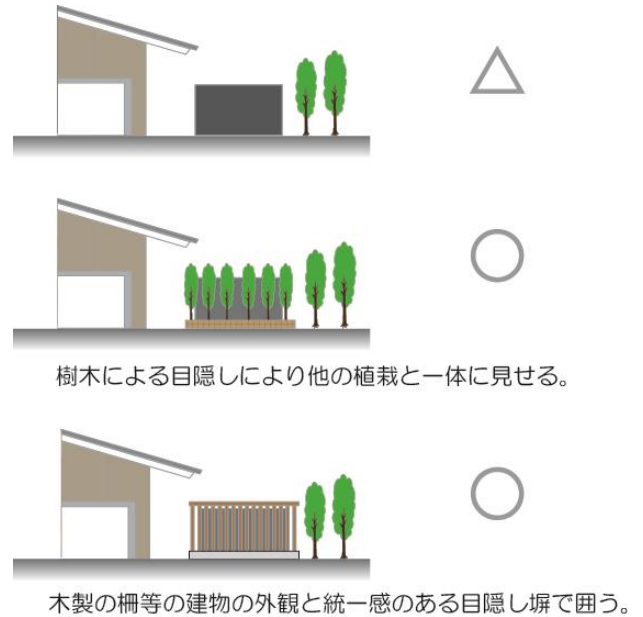 樹木による目隠しにより他の植栽と一体に見せる。
木製の柵等の建物の外観と統一感のある目隠し塀で囲う。